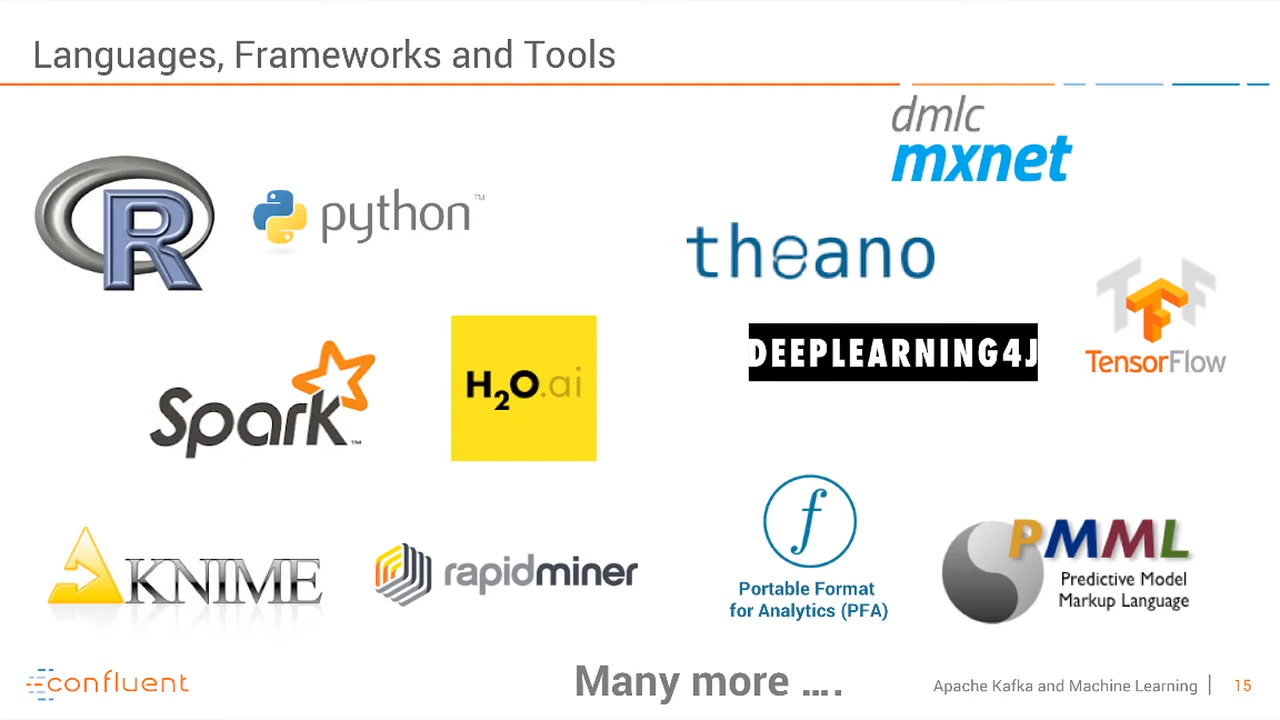 Languages, Frameworks and Tools
dmlc
mxnet
R
python™
theano
TensorFlow
DEEPLEARNING4J
Spark™
H2O.ai
KNIME
rapidminer
f
Portable Format
for Analytics (PFA)
PMML
Predictive Model
Markup Language
confluent
Many more ....
Apache Kafka and Machine Learning | 15